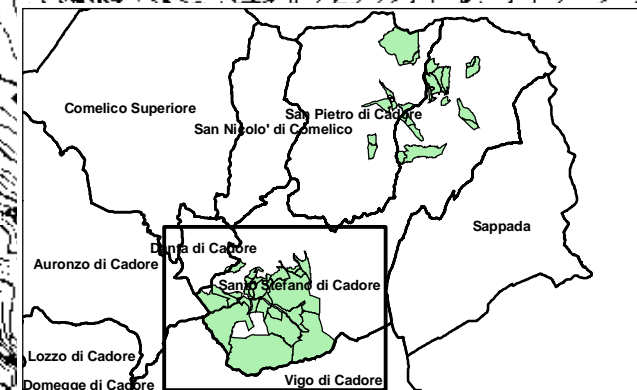 Comelico Superiore
San Pietro di Cadore
San Nicolo' di Comelico
Sappada
Danta di Cadore
Auronzo di Cadore
Santo Stefano di Cadore
Lozzo di Cadore
Vigo di Cadore
Domegge di Cadore